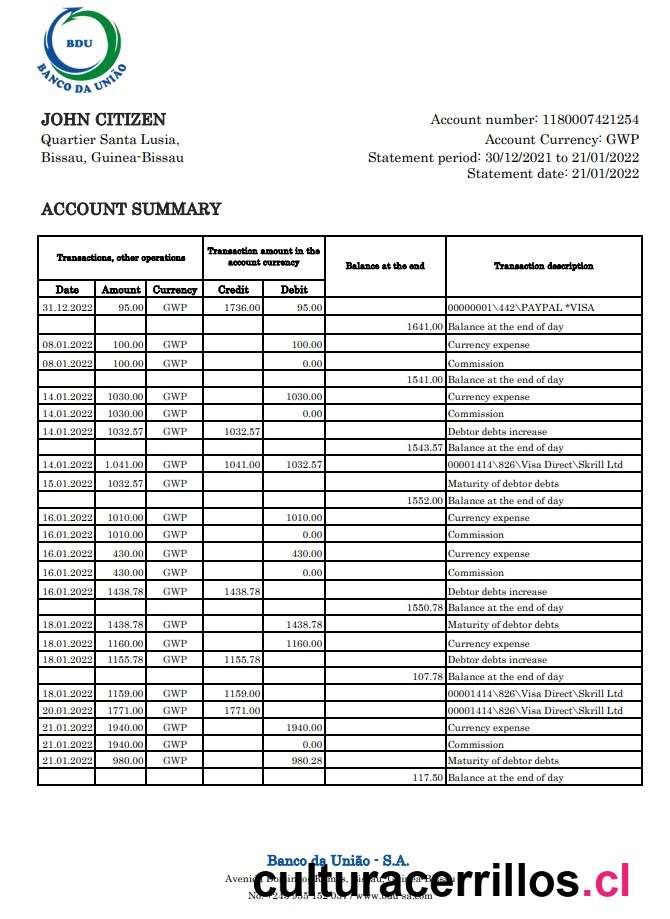 BDU
BANCO DA UNIÃO
JOHN CITIZEN
Quartier Santa Lusia,
Bissau, Guinea-Bissau
Account number: 1180007421254
Account Currency: GWP
Statement period: 30/12/2021 to 21/01/2022
Statement date: 21/01/2022
ACCOUNT SUMMARY
Transactions, other operations Transaction amount in the account currency Balance at the end Transaction description
Date Amount Currency Credit Debit
31.12.2022 95.00 GWP 1736.00 95.00 00000001\442\PAYPAL *VISA
1641.00 Balance at the end of day
08.01.2022 100.00 GWP 100.00 Currency expense
08.01.2022 100.00 GWP 0.00 Commission
1541.00 Balance at the end of day
14.01.2022 1030.00 GWP 1030.00 Currency expense
14.01.2022 1030.00 GWP 0.00 Commission
14.01.2022 1032.57 GWP 1032.57 Debtor debts increase
1543.57 Balance at the end of day
14.01.2022 1.041.00 GWP 1041.00 1032.57 00001414\826\Visa Direct\Skrill Ltd
15.01.2022 1032.57 GWP Maturity of debtor debts
1552.00 Balance at the end of day
16.01.2022 1010.00 GWP 1010.00 Currency expense
16.01.2022 1010.00 GWP 0.00 Commission
16.01.2022 430.00 GWP 430.00 Currency expense
16.01.2022 430.00 GWP 0.00 Commission
16.01.2022 1438.78 GWP 1438.78 Debtor debts increase
1550.78 Balance at the end of day
18.01.2022 1438.78 GWP 1438.78 Maturity of debtor debts
18.01.2022 1160.00 GWP 1160.00 Currency expense
18.01.2022 1155.78 GWP 1155.78 Debtor debts increase
107.78 Balance at the end of day
18.01.2022 1159.00 GWP 1159.00 00001414\826\Visa Direct\Skrill Ltd
20.01.2022 1771.00 GWP 1771.00 00001414\826\Visa Direct\Skrill Ltd
21.01.2022 1940.00 GWP 1940.00 Currency expense
21.01.2022 1940.00 GWP 0.00 Commission
21.01.2022 980.00 GWP 980.28 Maturity of debtor debts
117.50 Balance at the end of day
Banco da União - S.A.
culturacerrillos.cl